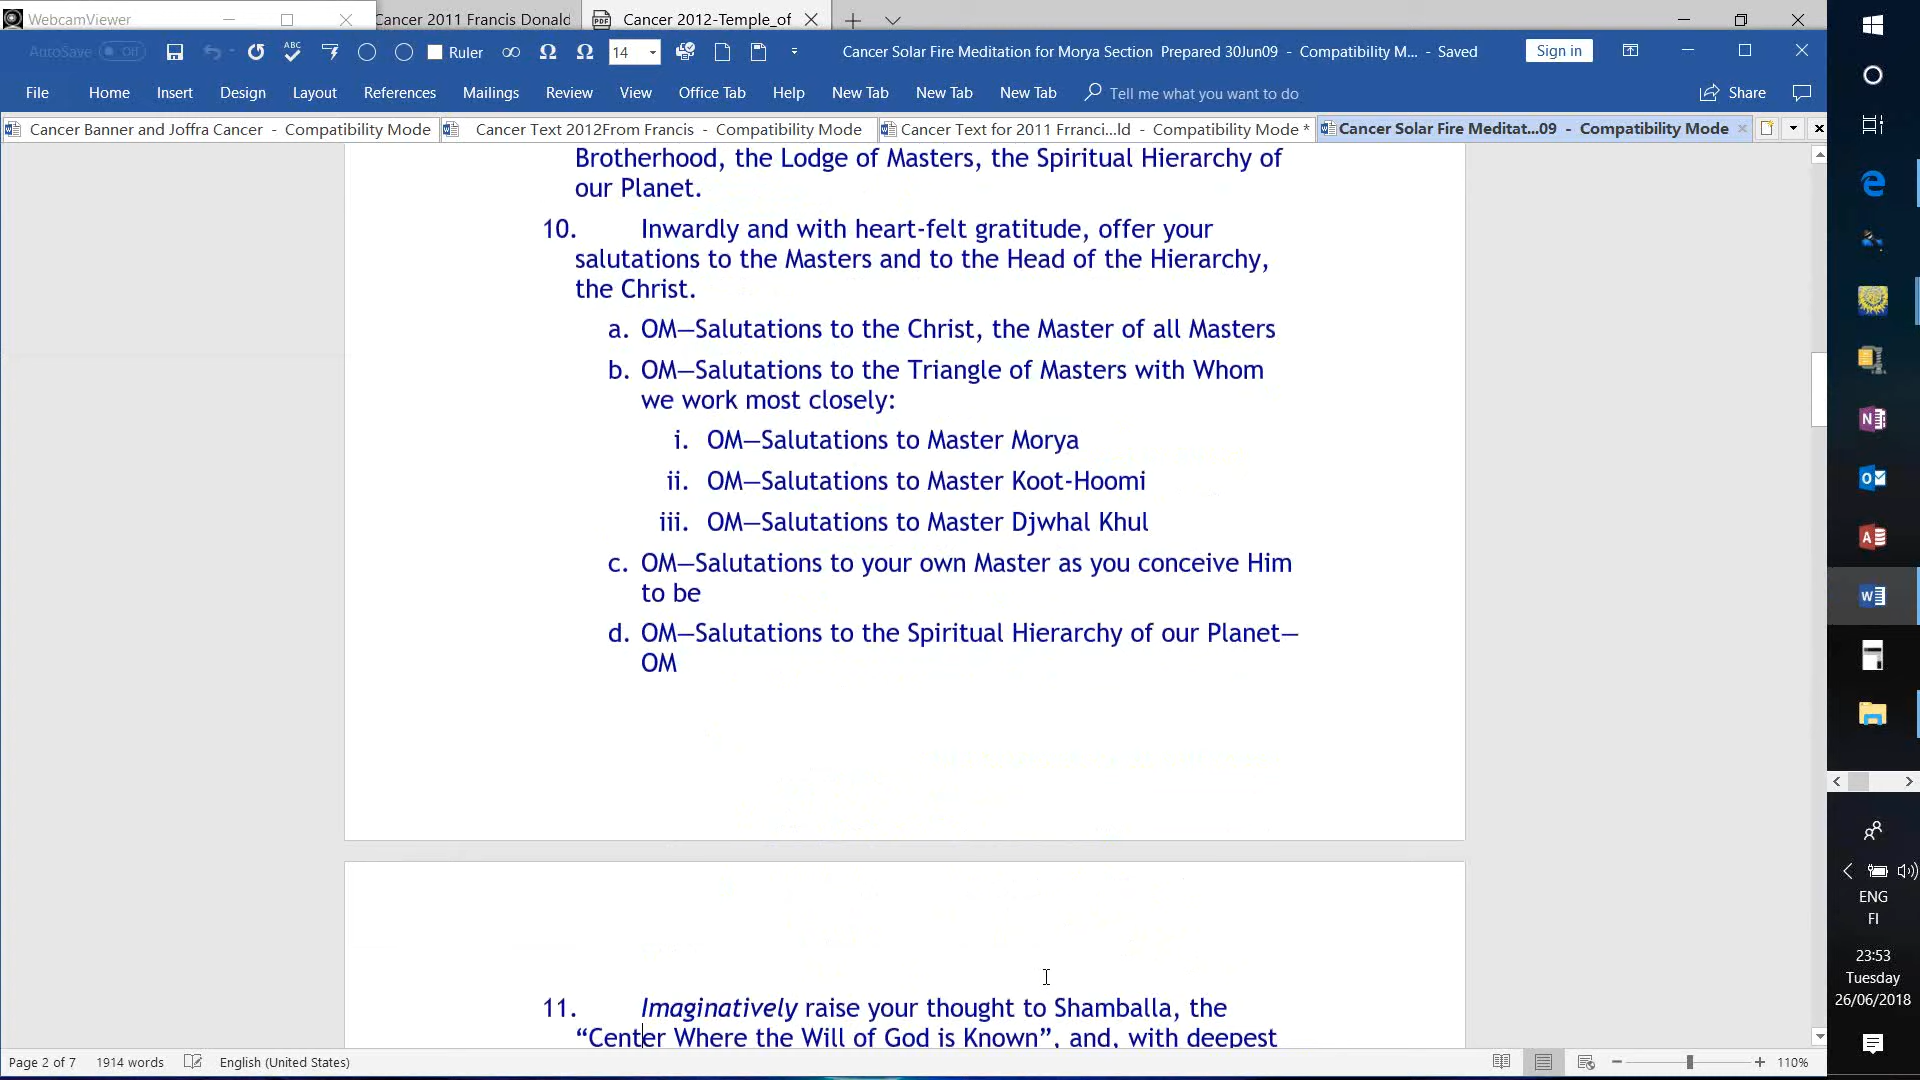 WebcamViewer
Cancer 2011 Francis Donald
Cancer 2012-Temple_of
AutoSave Off
ABC
Ruler
14
Cancer Solar Fire Meditation for Morya Section Prepared 30Jun09 - Compatibility M... - Saved
Sign in
File Home Insert Design Layout References Mailings Review View Office Tab Help New Tab New Tab New Tab Tell me what you want to do Share
Cancer Banner and Joffra Cancer - Compatibility Mode
Cancer Text 2012From Francis - Compatibility Mode
Cancer Text for 2011 Frranci...ld - Compatibility Mode *
Cancer Solar Fire Meditat...09 - Compatibility Mode
Brotherhood, the Lodge of Masters, the Spiritual Hierarchy of
our Planet.
10. Inwardly and with heart-felt gratitude, offer your
salutations to the Masters and to the Head of the Hierarchy,
the Christ.
a. OM—Salutations to the Christ, the Master of all Masters
b. OM—Salutations to the Triangle of Masters with Whom
we work most closely:
i. OM—Salutations to Master Morya
ii. OM—Salutations to Master Koot-Hoomi
iii. OM—Salutations to Master Djwhal Khul
c. OM—Salutations to your own Master as you conceive Him
to be
d. OM—Salutations to the Spiritual Hierarchy of our Planet—
OM
11. Imaginatively raise your thought to Shamballa, the
“Center Where the Will of God is Known”, and, with deepest
Page 2 of 7 1914 words English (United States) 110%
ENG
FI
23:53
Tuesday
26/06/2018